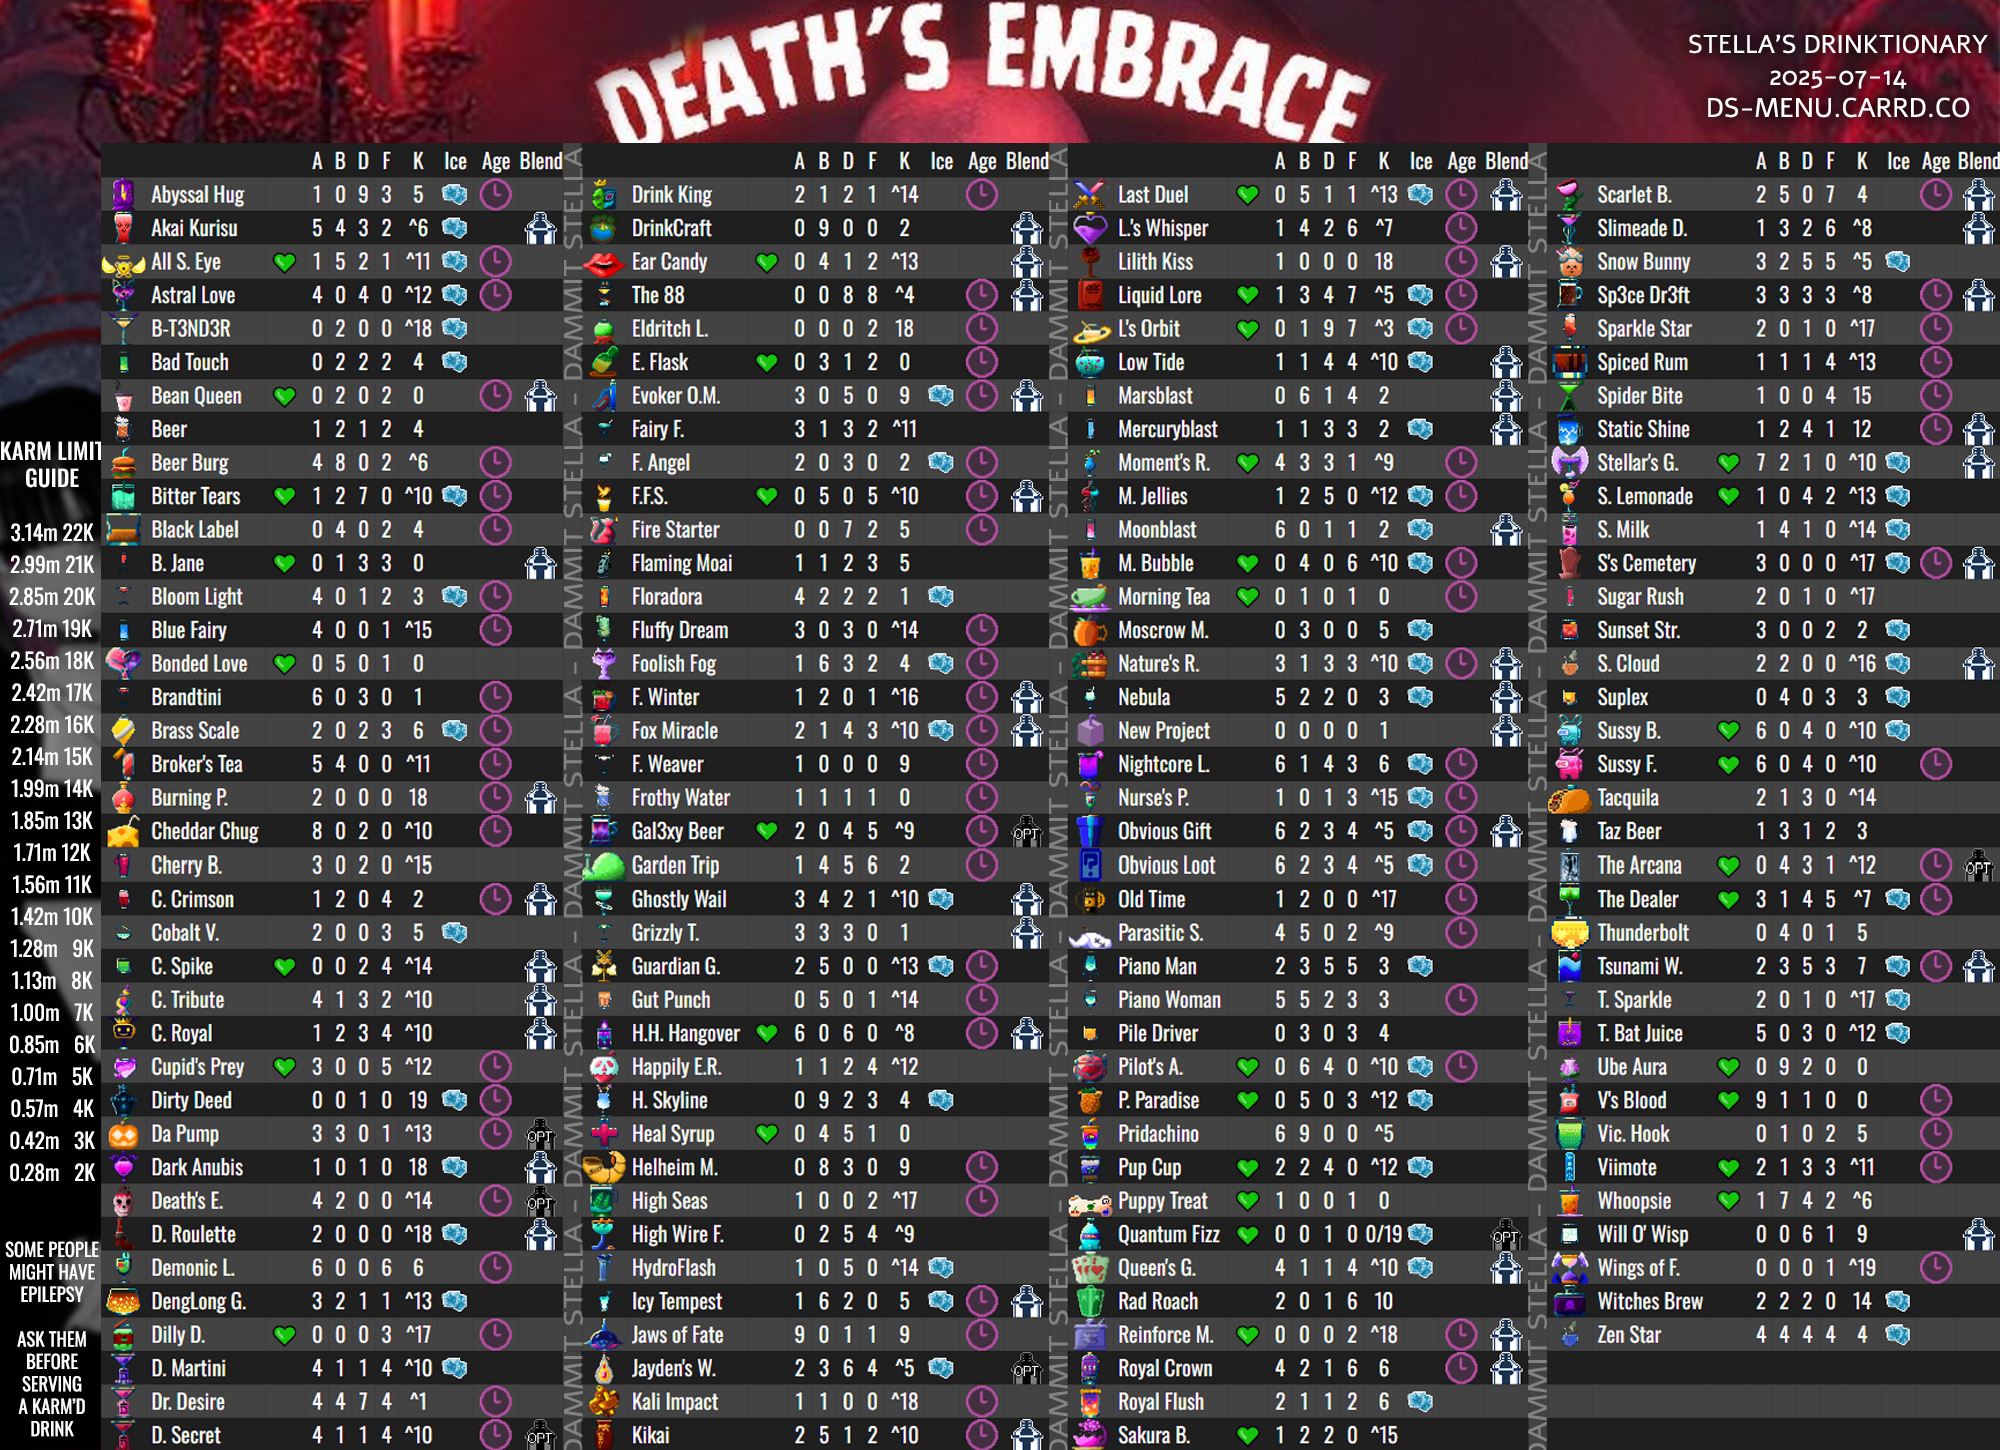 DEATH'S EMBRACE
STELLA'S DRINKTIONARY
2025-07-14
DS-MENU.CARRD.CO
KARM LIMIT
GUIDE
3.14m 22K
2.99m 21K
2.85m 20K
2.71m 19K
2.56m 18K
2.42m 17K
2.28m 16K
2.14m 15K
1.99m 14K
1.85m 13K
1.71m 12K
1.56m 11K
1.42m 10K
1.28m 9K
1.13m 8K
1.00m 7K
0.85m 6K
0.71m 5K
0.57m 4K
0.42m 3K
0.28m 2K
SOME PEOPLE
MIGHT HAVE
EPILEPSY
ASK THEM
BEFORE
SERVING
A KARM'D
DRINK
A B D F K Ice Age Blend
Abyssal Hug 1 0 9 3 5
Akai Kurisu 5 4 3 2 ^6
All S. Eye 1 5 2 1 ^11
Astral Love 4 0 4 0 ^12
B-T3ND3R 0 2 0 0 ^18
Bad Touch 0 2 2 2 4
Bean Queen 0 2 0 2 0
Beer 1 2 1 2 4
Beer Burg 4 8 0 2 ^6
Bitter Tears 1 2 7 0 ^10
Black Label 0 4 0 2 4
B. Jane 0 1 3 3 0
Bloom Light 4 0 1 2 3
Blue Fairy 4 0 0 1 ^15
Bonded Love 0 5 0 1 0
Brandtini 6 0 3 0 1
Brass Scale 2 0 2 3 6
Broker's Tea 5 4 0 0 ^11
Burning P. 2 0 0 0 18
Cheddar Chug 8 0 2 0 ^10
Cherry B. 3 0 2 0 ^15
C. Crimson 1 2 0 4 2
Cobalt V. 2 0 0 3 5
C. Spike 0 0 2 4 ^14
C. Tribute 4 1 3 2 ^10
C. Royal 1 2 3 4 ^10
Cupid's Prey 3 0 0 5 ^12
Dirty Deed 0 0 1 0 19
Da Pump 3 3 0 1 ^13 OPT
Dark Anubis 1 0 1 0 18
Death's E. 4 2 0 0 ^14 OPT
D. Roulette 2 0 0 0 ^18
Demonic L. 6 0 0 6 6
DengLong G. 3 2 1 1 ^13
Dilly D. 0 0 0 3 ^17
D. Martini 4 1 1 4 ^10
Dr. Desire 4 4 7 4 ^1
D. Secret 4 1 1 4 ^10 OPT
DAMMIT STELLA - DAMMIT STELLA - DAMMIT STELLA - DAMMIT STELLA
A B D F K Ice Age Blend
Drink King 2 1 2 1 ^14
DrinkCraft 0 9 0 0 2
Ear Candy 0 4 1 2 ^13
The 88 0 0 8 8 ^4
Eldritch L. 0 0 0 2 18
E. Flask 0 3 1 2 0
Evoker O.M. 3 0 5 0 9
Fairy F. 3 1 3 2 ^11
F. Angel 2 0 3 0 2
F.F.S. 0 5 0 5 ^10
Fire Starter 0 0 7 2 5
Flaming Moai 1 1 2 3 5
Floradora 4 2 2 2 1
Fluffy Dream 3 0 3 0 ^14
Foolish Fog 1 6 3 2 4
F. Winter 1 2 0 1 ^16
Fox Miracle 2 1 4 3 ^10
F. Weaver 1 0 0 0 9
Frothy Water 1 1 1 1 0
Gal3xy Beer 2 0 4 5 ^9 OPT
Garden Trip 1 4 5 6 2
Ghostly Wail 3 4 2 1 ^10
Grizzly T. 3 3 3 0 1
Guardian G. 2 5 0 0 ^13
Gut Punch 0 5 0 1 ^14
H.H. Hangover 6 0 6 0 ^8
Happily E.R. 1 1 2 4 ^12
H. Skyline 0 9 2 3 4
Heal Syrup 0 4 5 1 0
Helheim M. 0 8 3 0 9
High Seas 1 0 0 2 ^17
High Wire F. 0 2 5 4 ^9
HydroFlash 1 0 5 0 ^14
Icy Tempest 1 6 2 0 5
Jaws of Fate 9 0 1 1 9
Jayden's W. 2 3 6 4 ^5 OPT
Kali Impact 1 1 0 0 ^18
Kikai 2 5 1 2 ^10
DAMMIT STELLA - DAMMIT STELLA - DAMMIT STELLA - DAMMIT STELLA
A B D F K Ice Age Blend
Last Duel 0 5 1 1 ^13
L.'s Whisper 1 4 2 6 ^7
Lilith Kiss 1 0 0 0 18
Liquid Lore 1 3 4 7 ^5
L's Orbit 0 1 9 7 ^3
Low Tide 1 1 4 4 ^10
Marsblast 0 6 1 4 2
Mercuryblast 1 1 3 3 2
Moment's R. 4 3 3 1 ^9
M. Jellies 1 2 5 0 ^12
Moonblast 6 0 1 1 2
M. Bubble 0 4 0 6 ^10
Morning Tea 0 1 0 1 0
Moscrow M. 0 3 0 0 5
Nature's R. 3 1 3 3 ^10
Nebula 5 2 2 0 3
New Project 0 0 0 0 1
Nightcore L. 6 1 4 3 6
Nurse's P. 1 0 1 3 ^15
Obvious Gift 6 2 3 4 ^5
Obvious Loot 6 2 3 4 ^5
Old Time 1 2 0 0 ^17
Parasitic S. 4 5 0 2 ^9
Piano Man 2 3 5 5 3
Piano Woman 5 5 2 3 3
Pile Driver 0 3 0 3 4
Pilot's A. 0 6 4 0 ^10
P. Paradise 0 5 0 3 ^12
Pridachino 6 9 0 0 ^5
Pup Cup 2 2 4 0 ^12
Puppy Treat 1 0 0 1 0
Quantum Fizz 0 0 1 0 0/19 OPT
Queen's G. 4 1 1 4 ^10
Rad Roach 2 0 1 6 10
Reinforce M. 0 0 0 2 ^18
Royal Crown 4 2 1 6 6
Royal Flush 2 1 1 2 6
Sakura B. 1 2 2 0 ^15
DAMMIT STELLA - DAMMIT STELLA - DAMMIT STELLA - DAMMIT STELLA
A B D F K Ice Age Blend
Scarlet B. 2 5 0 7 4
Slimeade D. 1 3 2 6 ^8
Snow Bunny 3 2 5 5 ^5
Sp3ce Dr3ft 3 3 3 3 ^8
Sparkle Star 2 0 1 0 ^17
Spiced Rum 1 1 1 4 ^13
Spider Bite 1 0 0 4 15
Static Shine 1 2 4 1 12
Stellar's G. 7 2 1 0 ^10
S. Lemonade 1 0 4 2 ^13
S. Milk 1 4 1 0 ^14
S's Cemetery 3 0 0 0 ^17
Sugar Rush 2 0 1 0 ^17
Sunset Str. 3 0 0 2 2
S. Cloud 2 2 0 0 ^16
Suplex 0 4 0 3 3
Sussy B. 6 0 4 0 ^10
Sussy F. 6 0 4 0 ^10
Tacquila 2 1 3 0 ^14
Taz Beer 1 3 1 2 3
The Arcana 0 4 3 1 ^12 OPT
The Dealer 3 1 4 5 ^7
Thunderbolt 0 4 0 1 5
Tsunami W. 2 3 5 3 7
T. Sparkle 2 0 1 0 ^17
T. Bat Juice 5 0 3 0 ^12
Ube Aura 0 9 2 0 0
V's Blood 9 1 1 0 0
Vic. Hook 0 1 0 2 5
Viimote 2 1 3 3 ^11
Whoopsie 1 7 4 2 ^6
Will O' Wisp 0 0 6 1 9
Wings of F. 0 0 0 1 ^19
Witches Brew 2 2 2 0 14
Zen Star 4 4 4 4 4